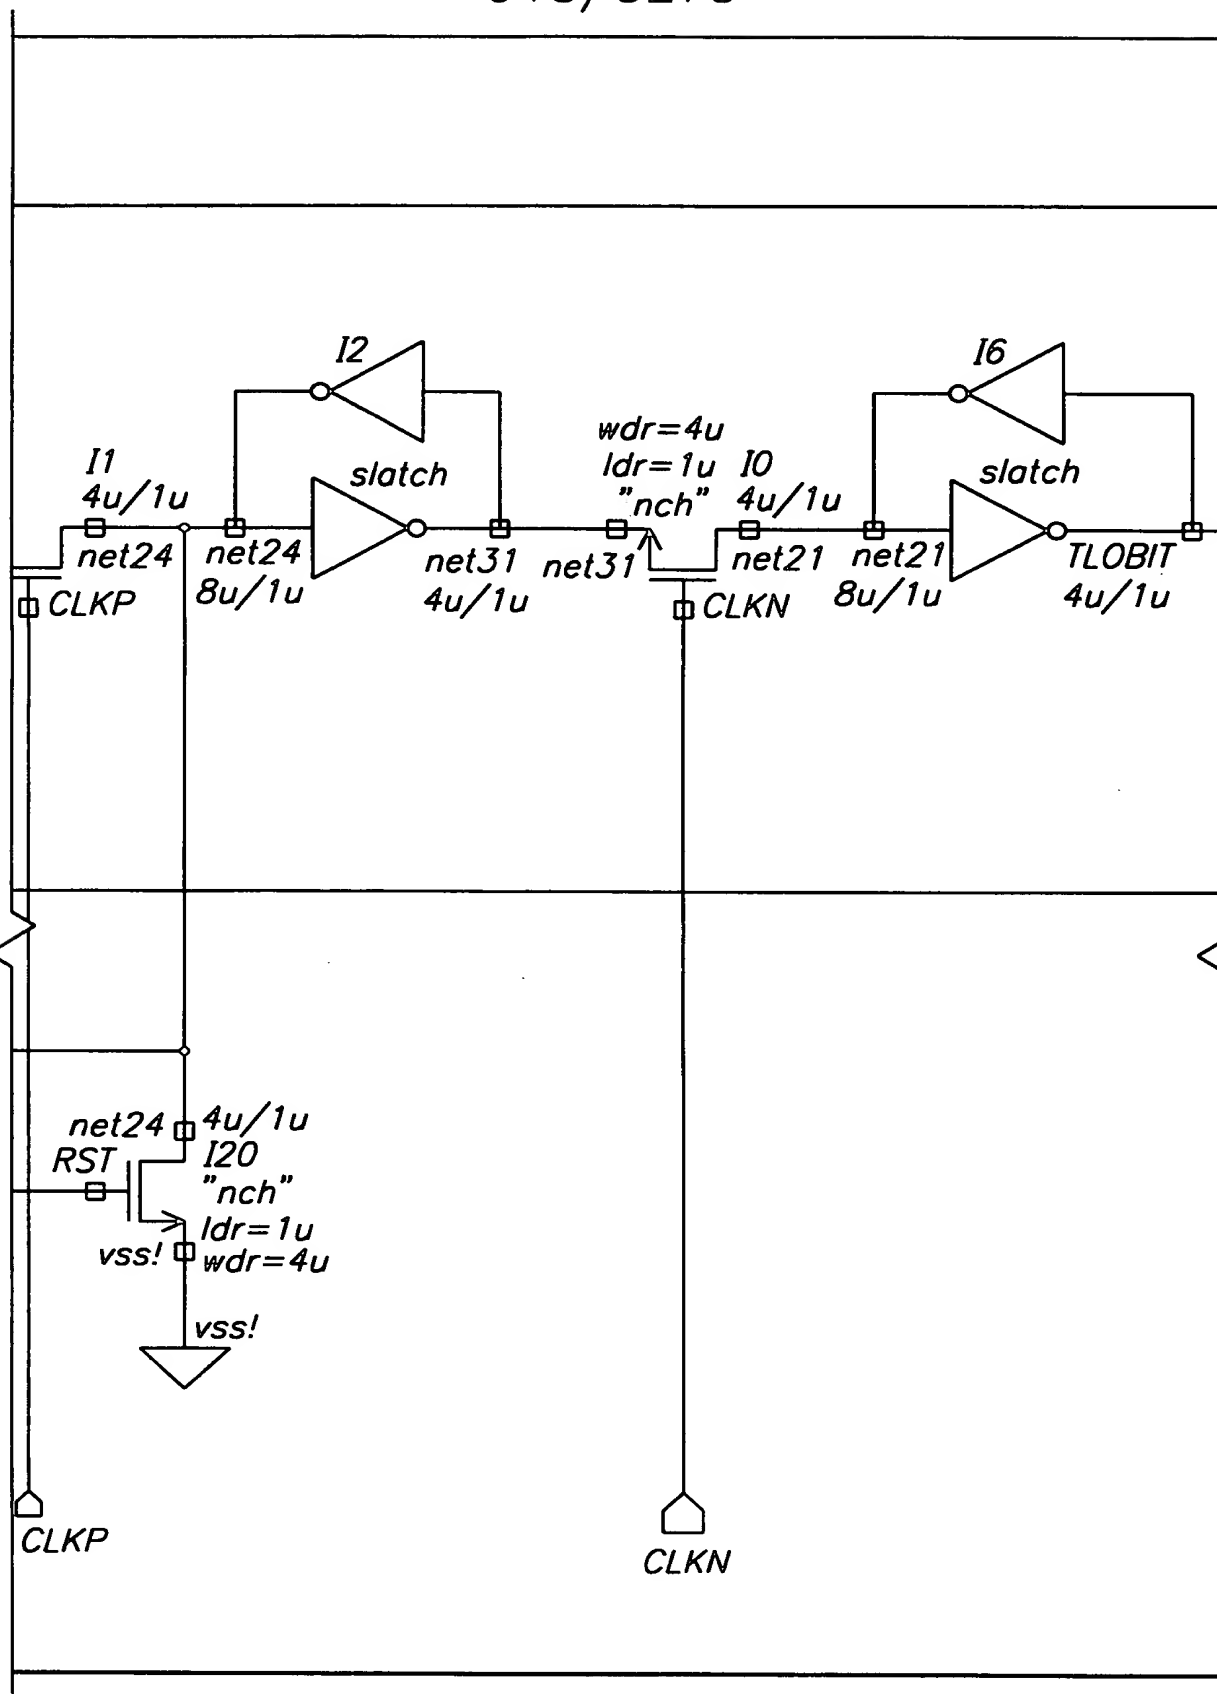 I2
I6
wdr=4u
ldr=1u
"nch"
I1
4u/1u
slatch
I0
4u/1u
slatch
net24
net24
8u/1u
net31
4u/1u
net31
net21
net21
8u/1u
TLOBIT
4u/1u
CLKP
CLKN
net24
4u/1u
RST
I20
"nch"
ldr=1u
vss!
wdr=4u
vss!
CLKP
CLKN